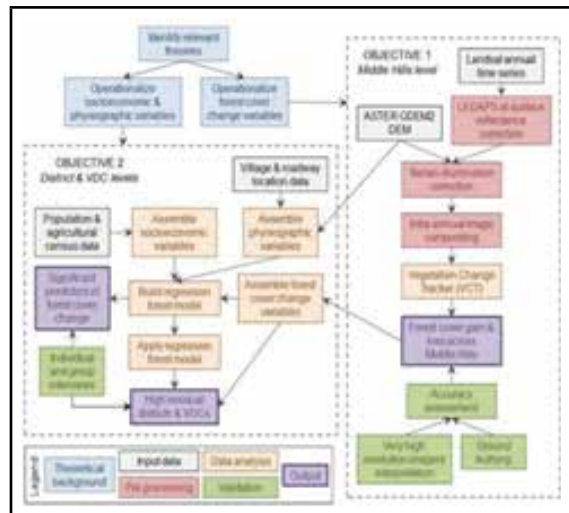 Identify relevant
theories
Operationalize
socioeconomic &
physiographic variables
Operationalize
forest cover
change variables
OBJECTIVE 1
Middle Hills level
Landsat annual
time series
LEDAPS at-surface
reflectance
correction
ASTER GDEM2
DEM
Terrain illumination
correction
Intra-annual image
compositing
Vegetation Change
Tracker (VCT)
Forest cover gain &
loss across
Middle Hills
Accuracy
assessment
Very high
resolution imagery
interpretation
Ground
truthing
OBJECTIVE 2
District & VDC levels
Village & roadway
location data
Population &
agricultural
census data
Assemble
socioeconomic
variables
Assemble
physiographic
variables
Significant
predictors of
forest cover
change
Build regression
forest model
Assemble forest
cover change
variables
Apply regression
forest model
Individual
and group
interviews
High residual
districts & VDCs
Legend
Theoretical
background
Input data
Pre-processing
Data analysis
Validation
Output